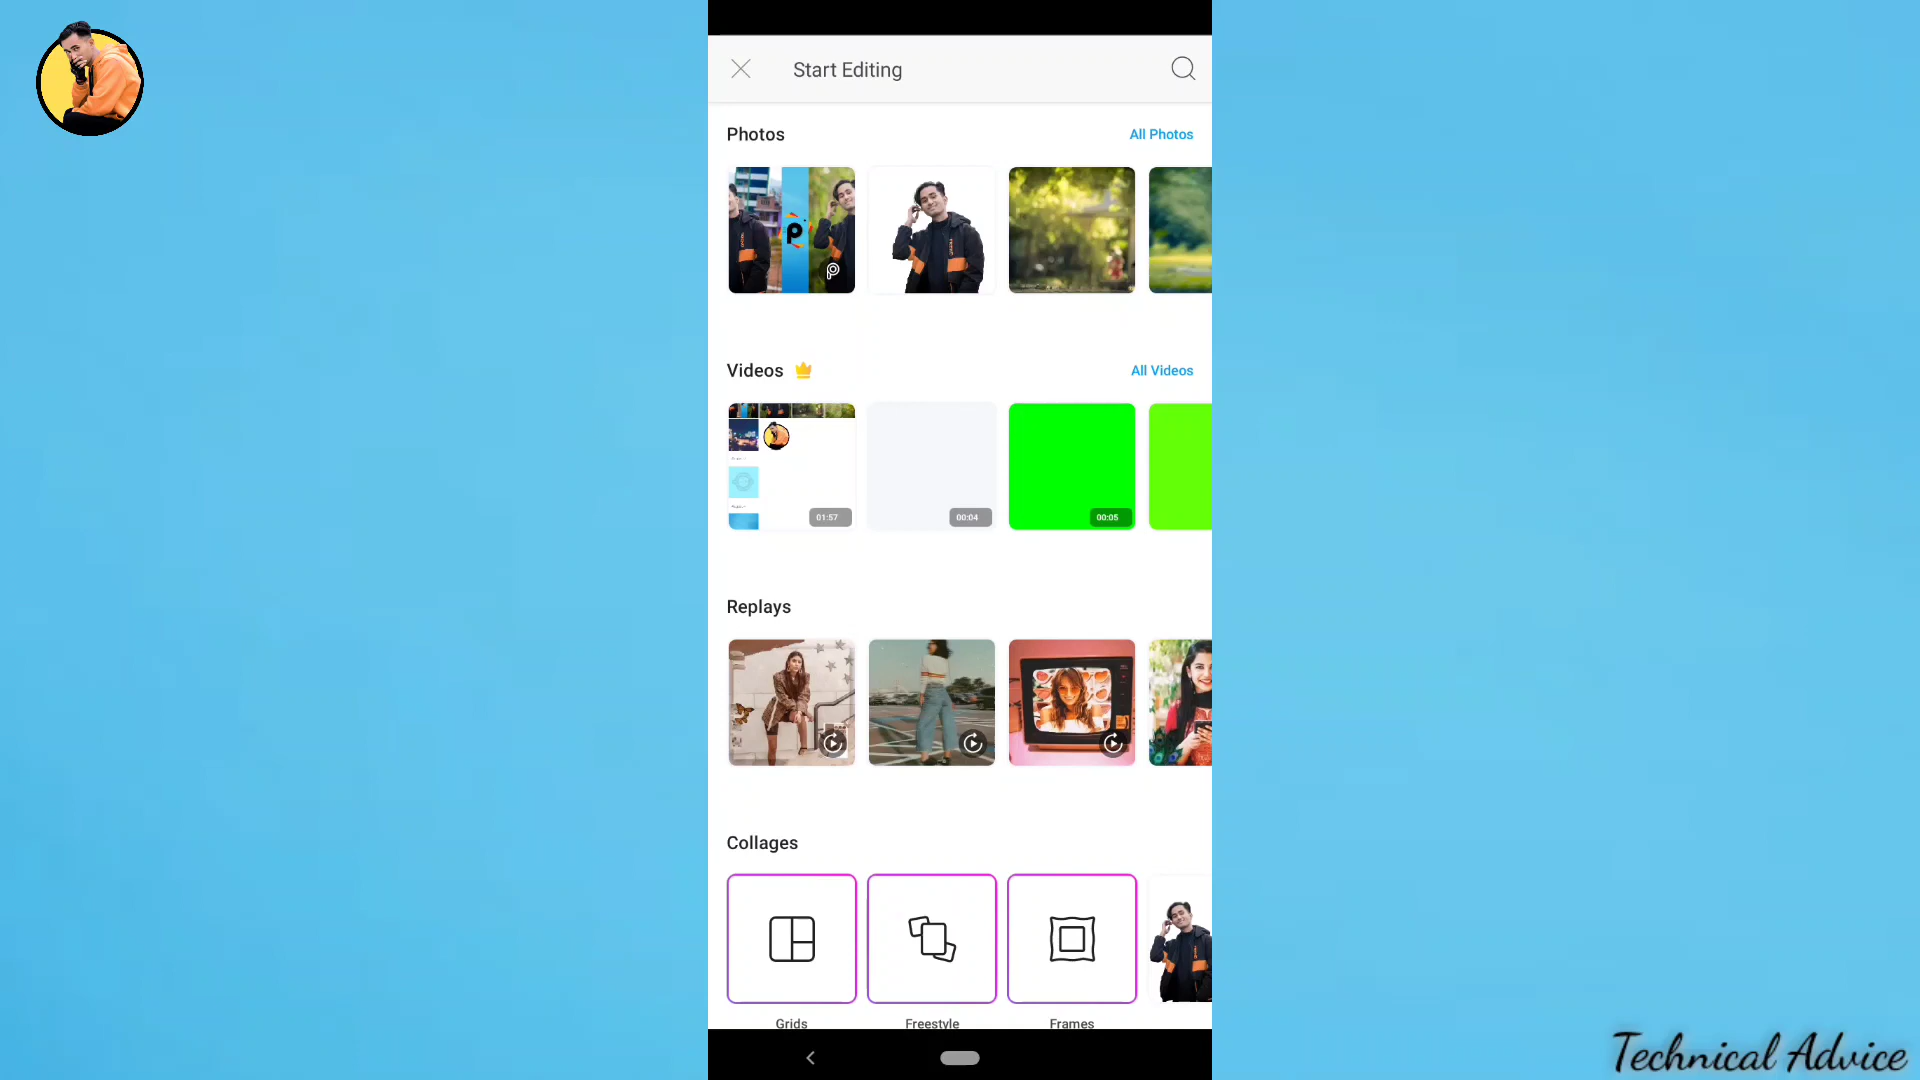 Start Editing
Photos
All Photos
Videos
All Videos
01:57
00:04
00:05
Replays
Collages
Grids
Freestyle
Frames
Technical Advice